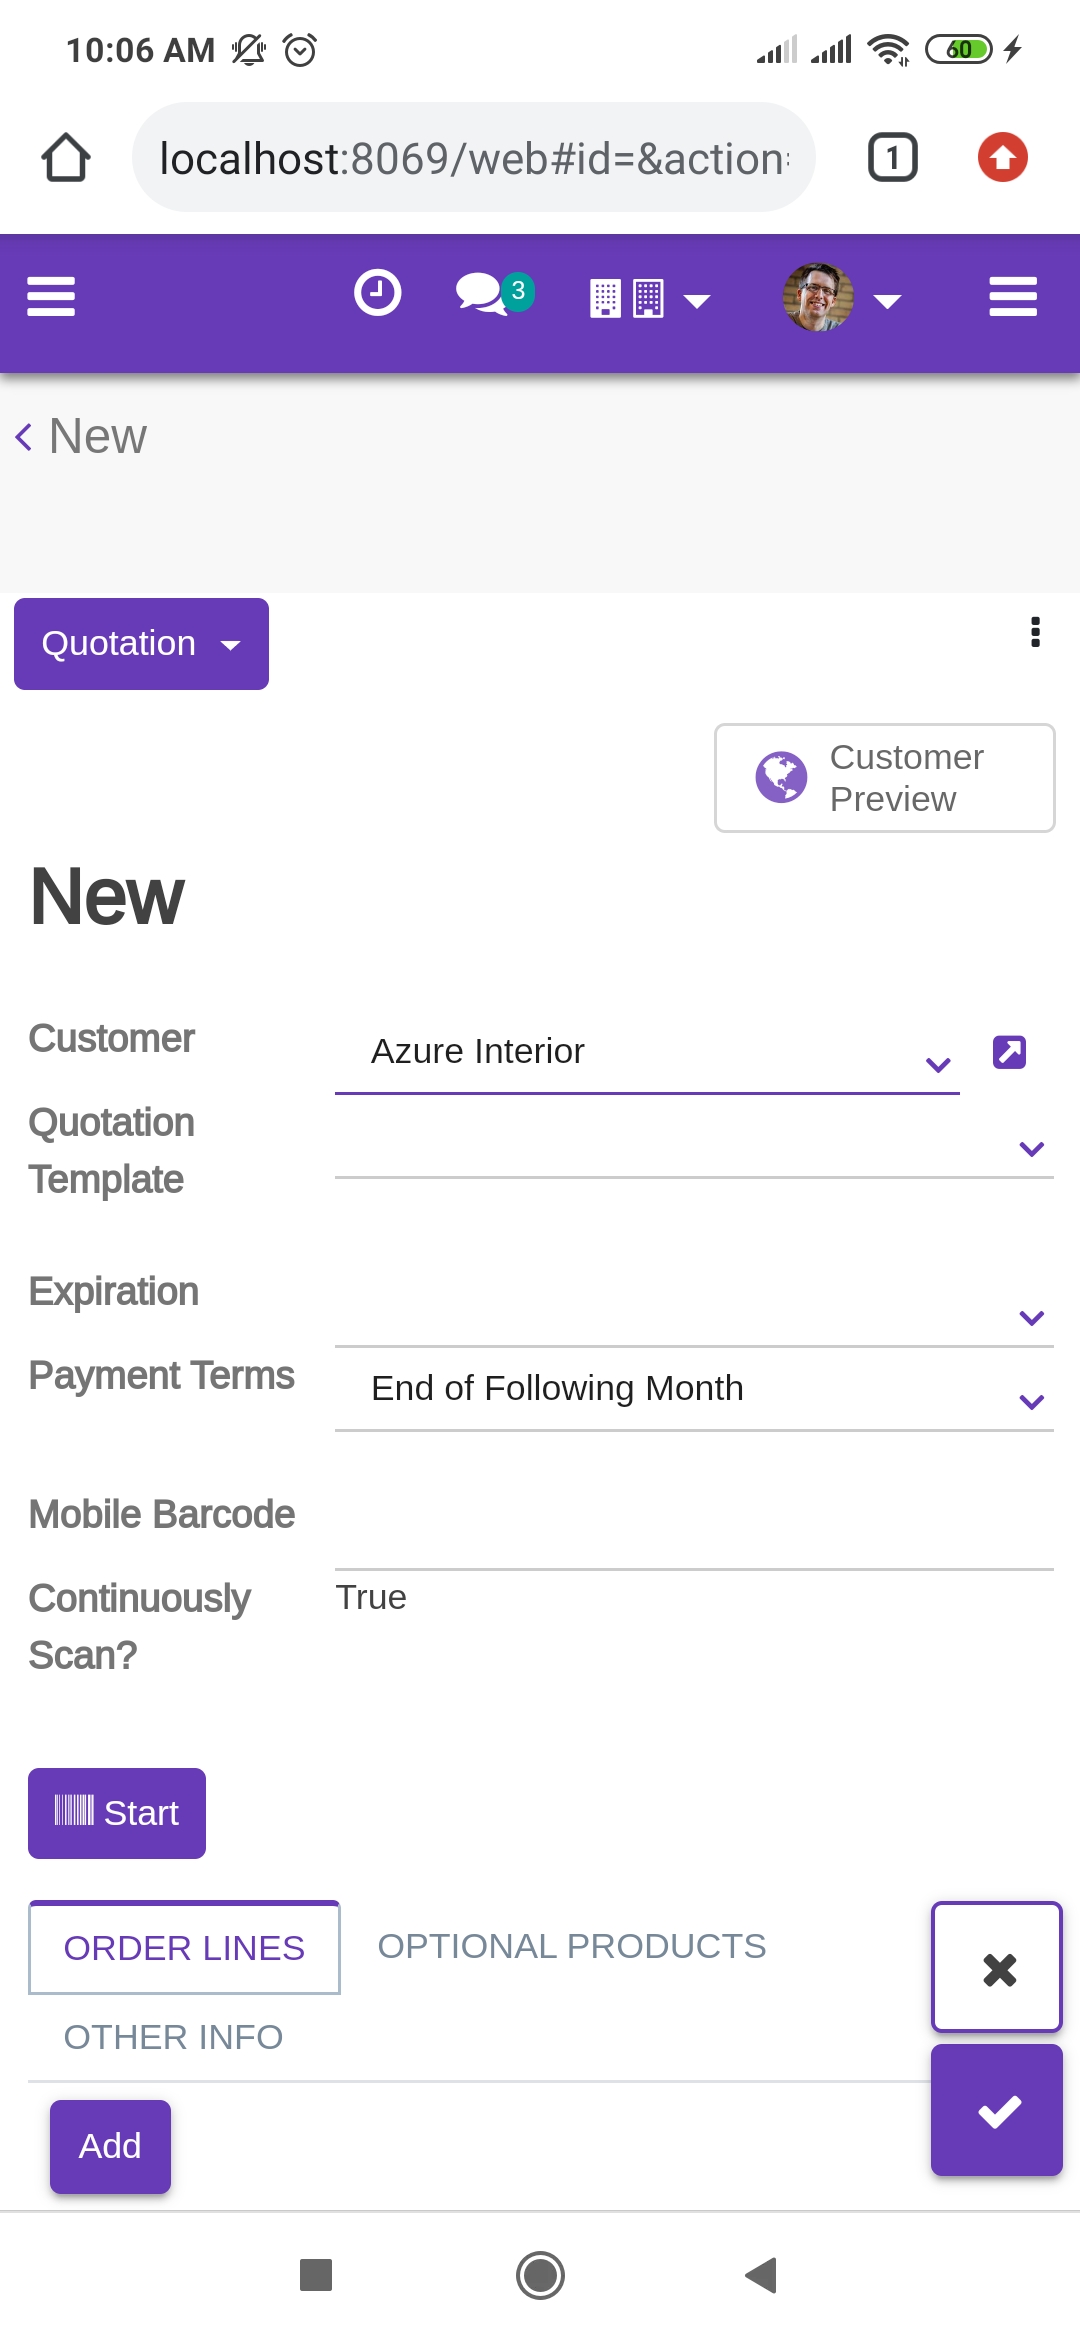 10:06 AM
60
localhost:8069/web#id=&action
1
3
New
Quotation
Customer
Preview
New
Customer
Azure Interior
Quotation
Template
Expiration
Payment Terms
End of Following Month
Mobile Barcode
Continuously
Scan?
True
Start
ORDER LINES
OPTIONAL PRODUCTS
OTHER INFO
Add